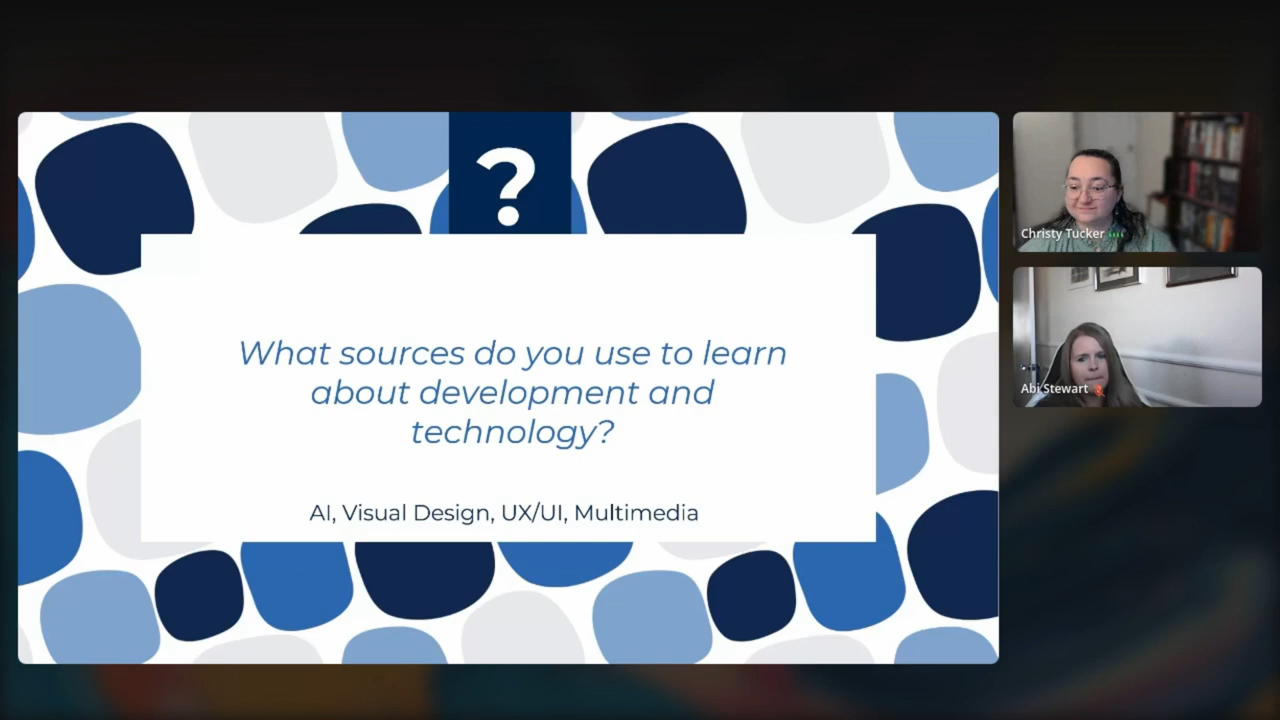 ?
What sources do you use to learn
about development and
technology?
AI, Visual Design, UX/UI, Multimedia
Christy Tucker
Abi Stewart